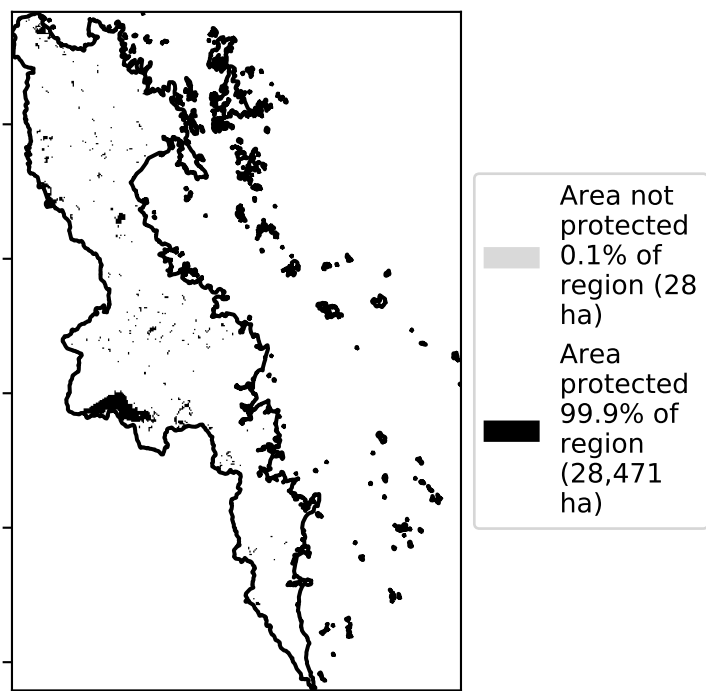 Area not
protected
0.1% of
region (28
ha)
Area
protected
99.9% of
region
(28,471
ha)